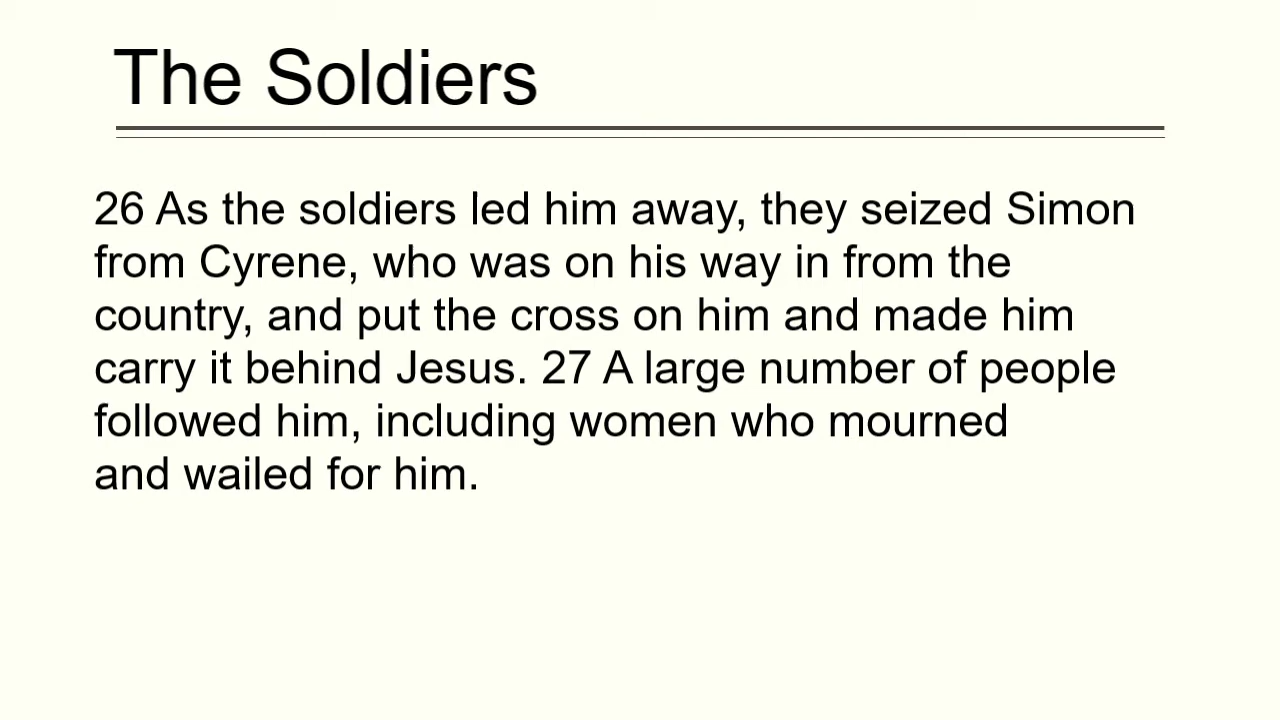 The Soldiers
26 As the soldiers led him away, they seized Simon
from Cyrene, who was on his way in from the
country, and put the cross on him and made him
carry it behind Jesus. 27 A large number of people
followed him, including women who mourned
and wailed for him.